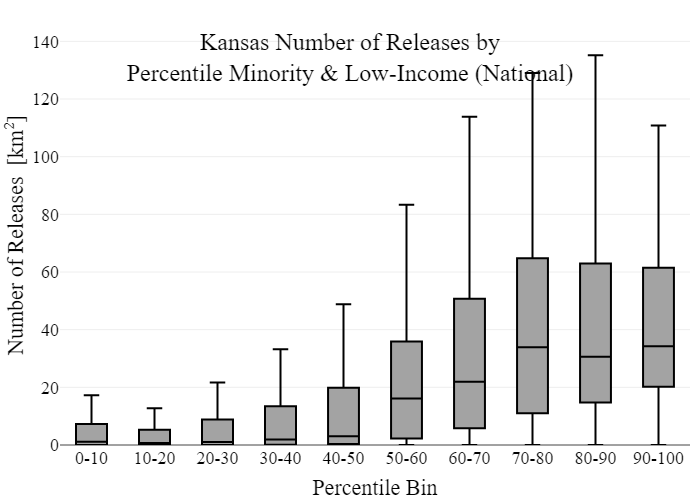 Kansas Number of Releases by
Percentile Minority & Low-Income (National)
Number of Releases [km²]
140
120
100
80
60
40
20
0
0-10 10-20 20-30 30-40 40-50 50-60 60-70 70-80 80-90 90-100
Percentile Bin